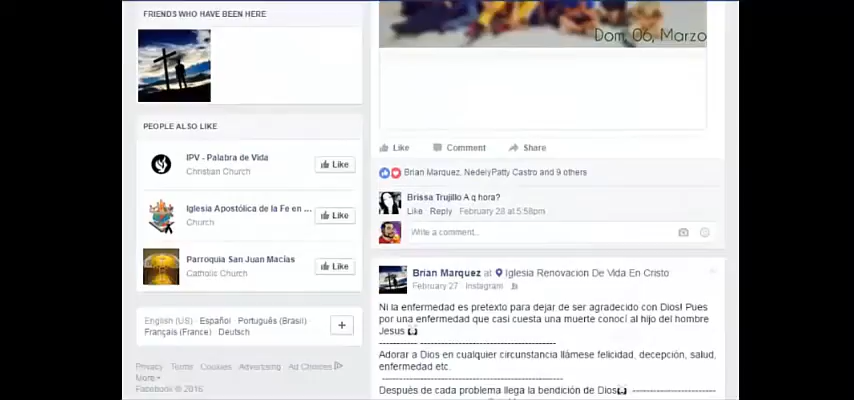 FRIENDS WHO HAVE BEEN HERE
PEOPLE ALSO LIKE
IPV - Palabra de Vida
Christian Church
Like
Iglesia Apostólica de la Fe en ...
Church
Like
Parroquia San Juan Macías
Catholic Church
Like
English (US) · Español · Português (Brasil) ·
Français (France) · Deutsch
+
Privacy · Terms · Cookies · Advertising · Ad Choices ·
More
Facebook © 2016
Dom, 06, Marzo
Like Comment Share
Brian Marquez, NedelyPatty Castro and 9 others
Brissa Trujillo A q hora?
Like · Reply · February 28 at 5:58pm
Write a comment...
Brian Marquez at Iglesia Renovacion De Vida En Cristo
February 27 · Instagram ·
Ni la enfermedad es pretexto para dejar de ser agradecido con Dios! Pues
por una enfermedad que casi cuesta una muerte conocí al hijo del hombre
Jesus
----------- ---------------------------------------
Adorar a Dios en cualquier circunstancia llámese felicidad, decepción, salud,
enfermedad etc.
----------------------------------------------------
Después de cada problema llega la bendición de Dios ------------------------